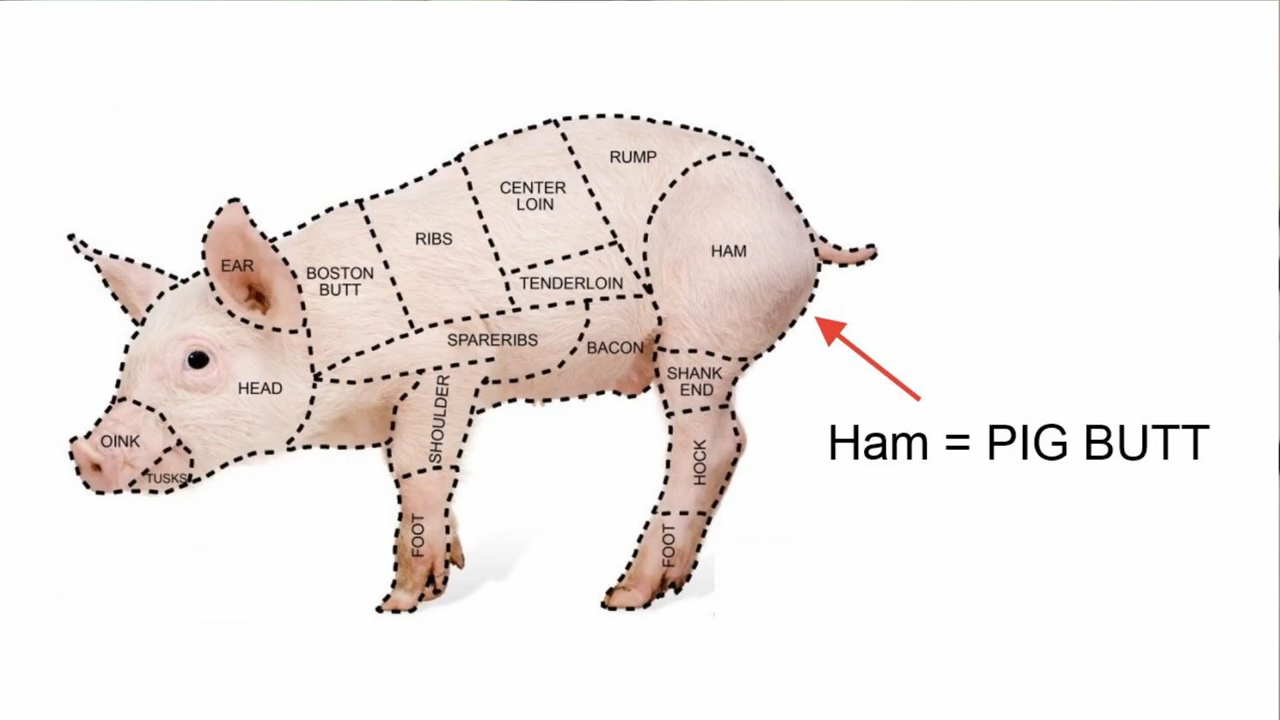 RUMP
CENTER
LOIN
RIBS
HAM
EAR
BOSTON
BUTT
TENDERLOIN
SPARERIBS
BACON
HEAD
SHOULDER
SHANK
END
OINK
TUSKS
HOCK
FOOT
FOOT
Ham = PIG BUTT